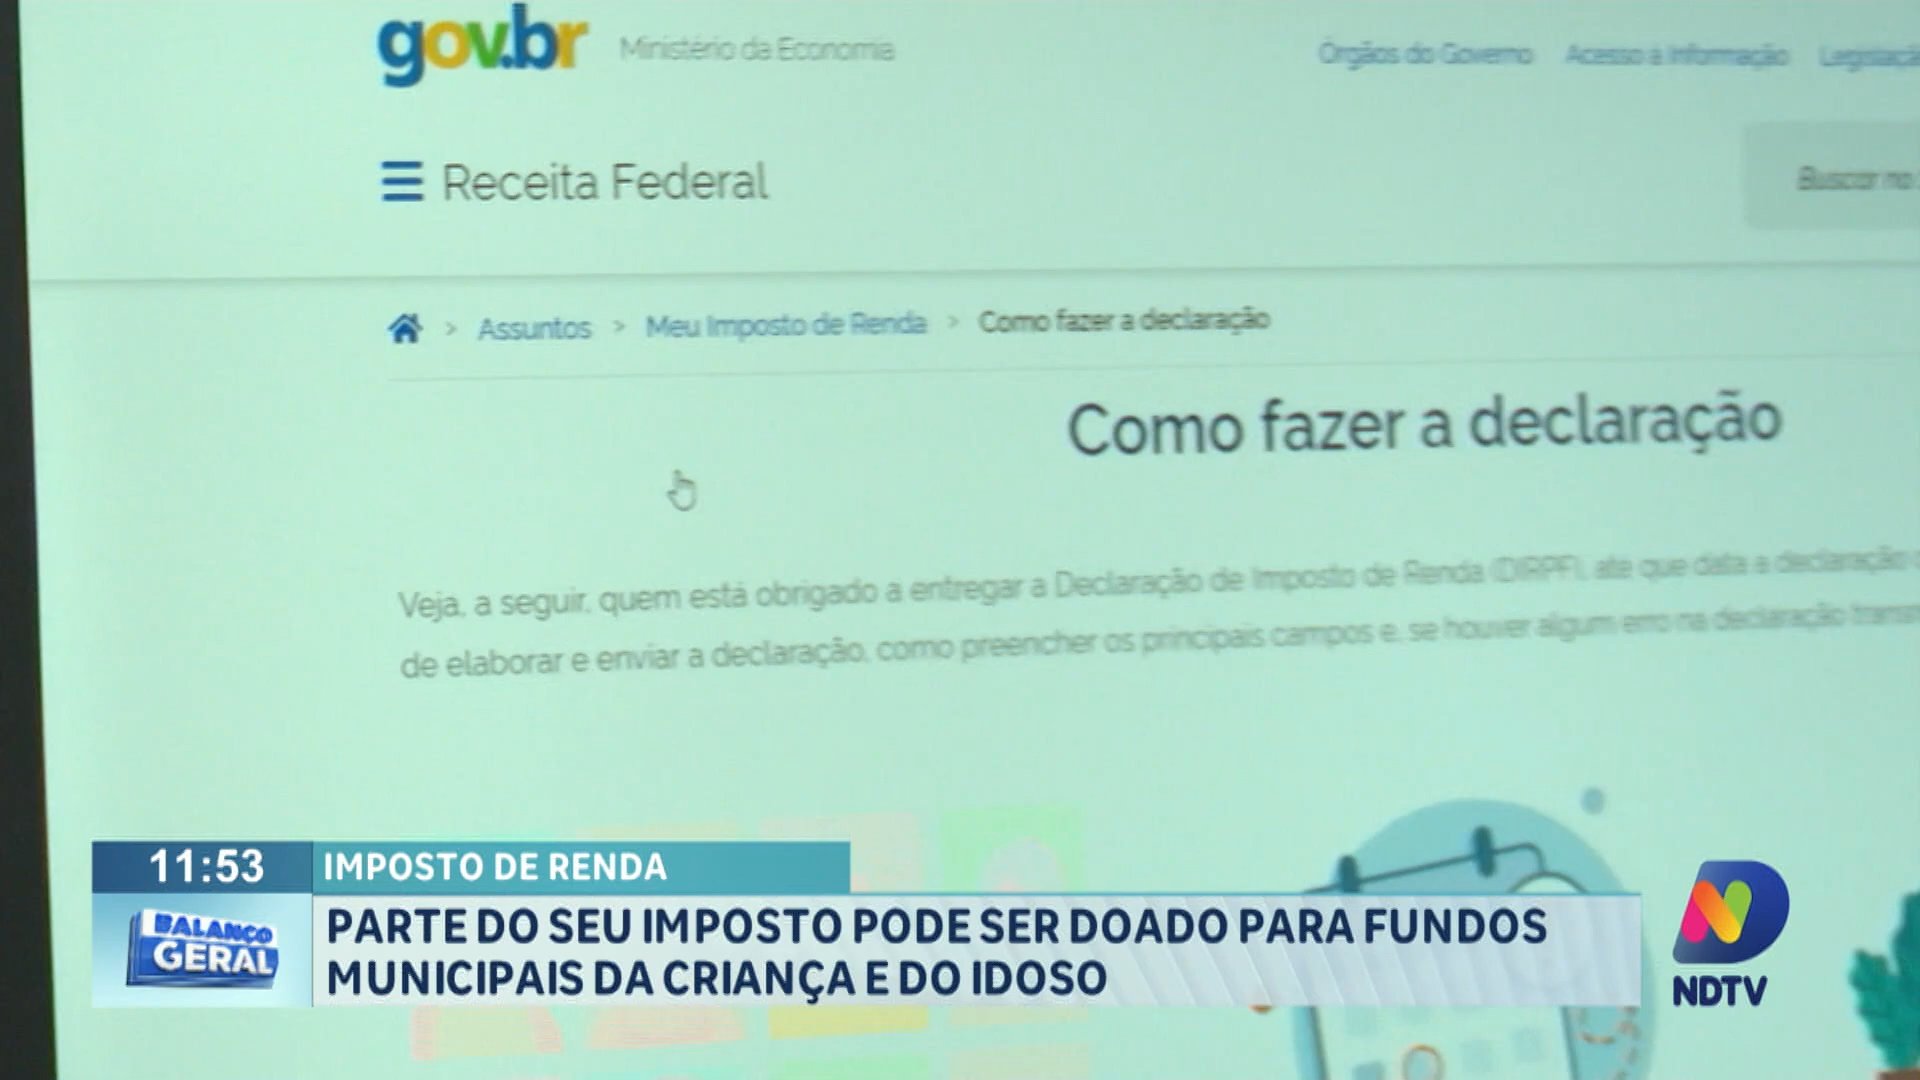 gov.br Ministério da Economia
Órgãos do Governo Acesso à Informação
Receita Federal
Buscar no
> Assuntos > Meu Imposto de Renda > Como fazer a declaração
Como fazer a declaração
Veja, a seguir, quem está obrigado a entregar a Declaração de Imposto de Renda (DIRPF), até que data a declaração
de elaborar e enviar a declaração, como preencher os principais campos e, se houver algum erro na declaração
11:53 IMPOSTO DE RENDA
BALANÇO
GERAL
PARTE DO SEU IMPOSTO PODE SER DOADO PARA FUNDOS
MUNICIPAIS DA CRIANÇA E DO IDOSO
NDTV